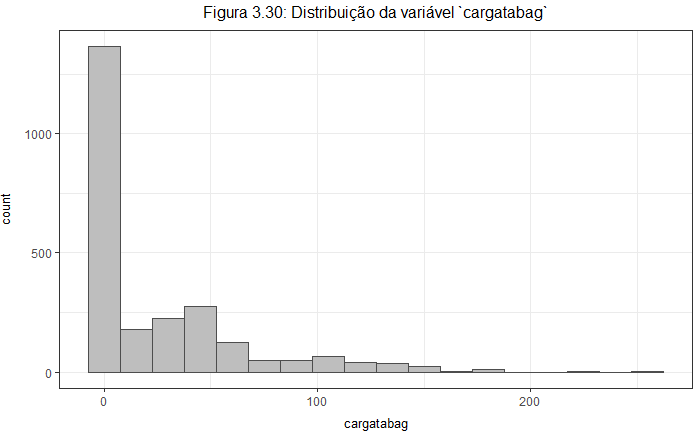 Figura 3.30: Distribuição da variável `cargatabag`
1000
500
0
count
0 100 200
cargatabag